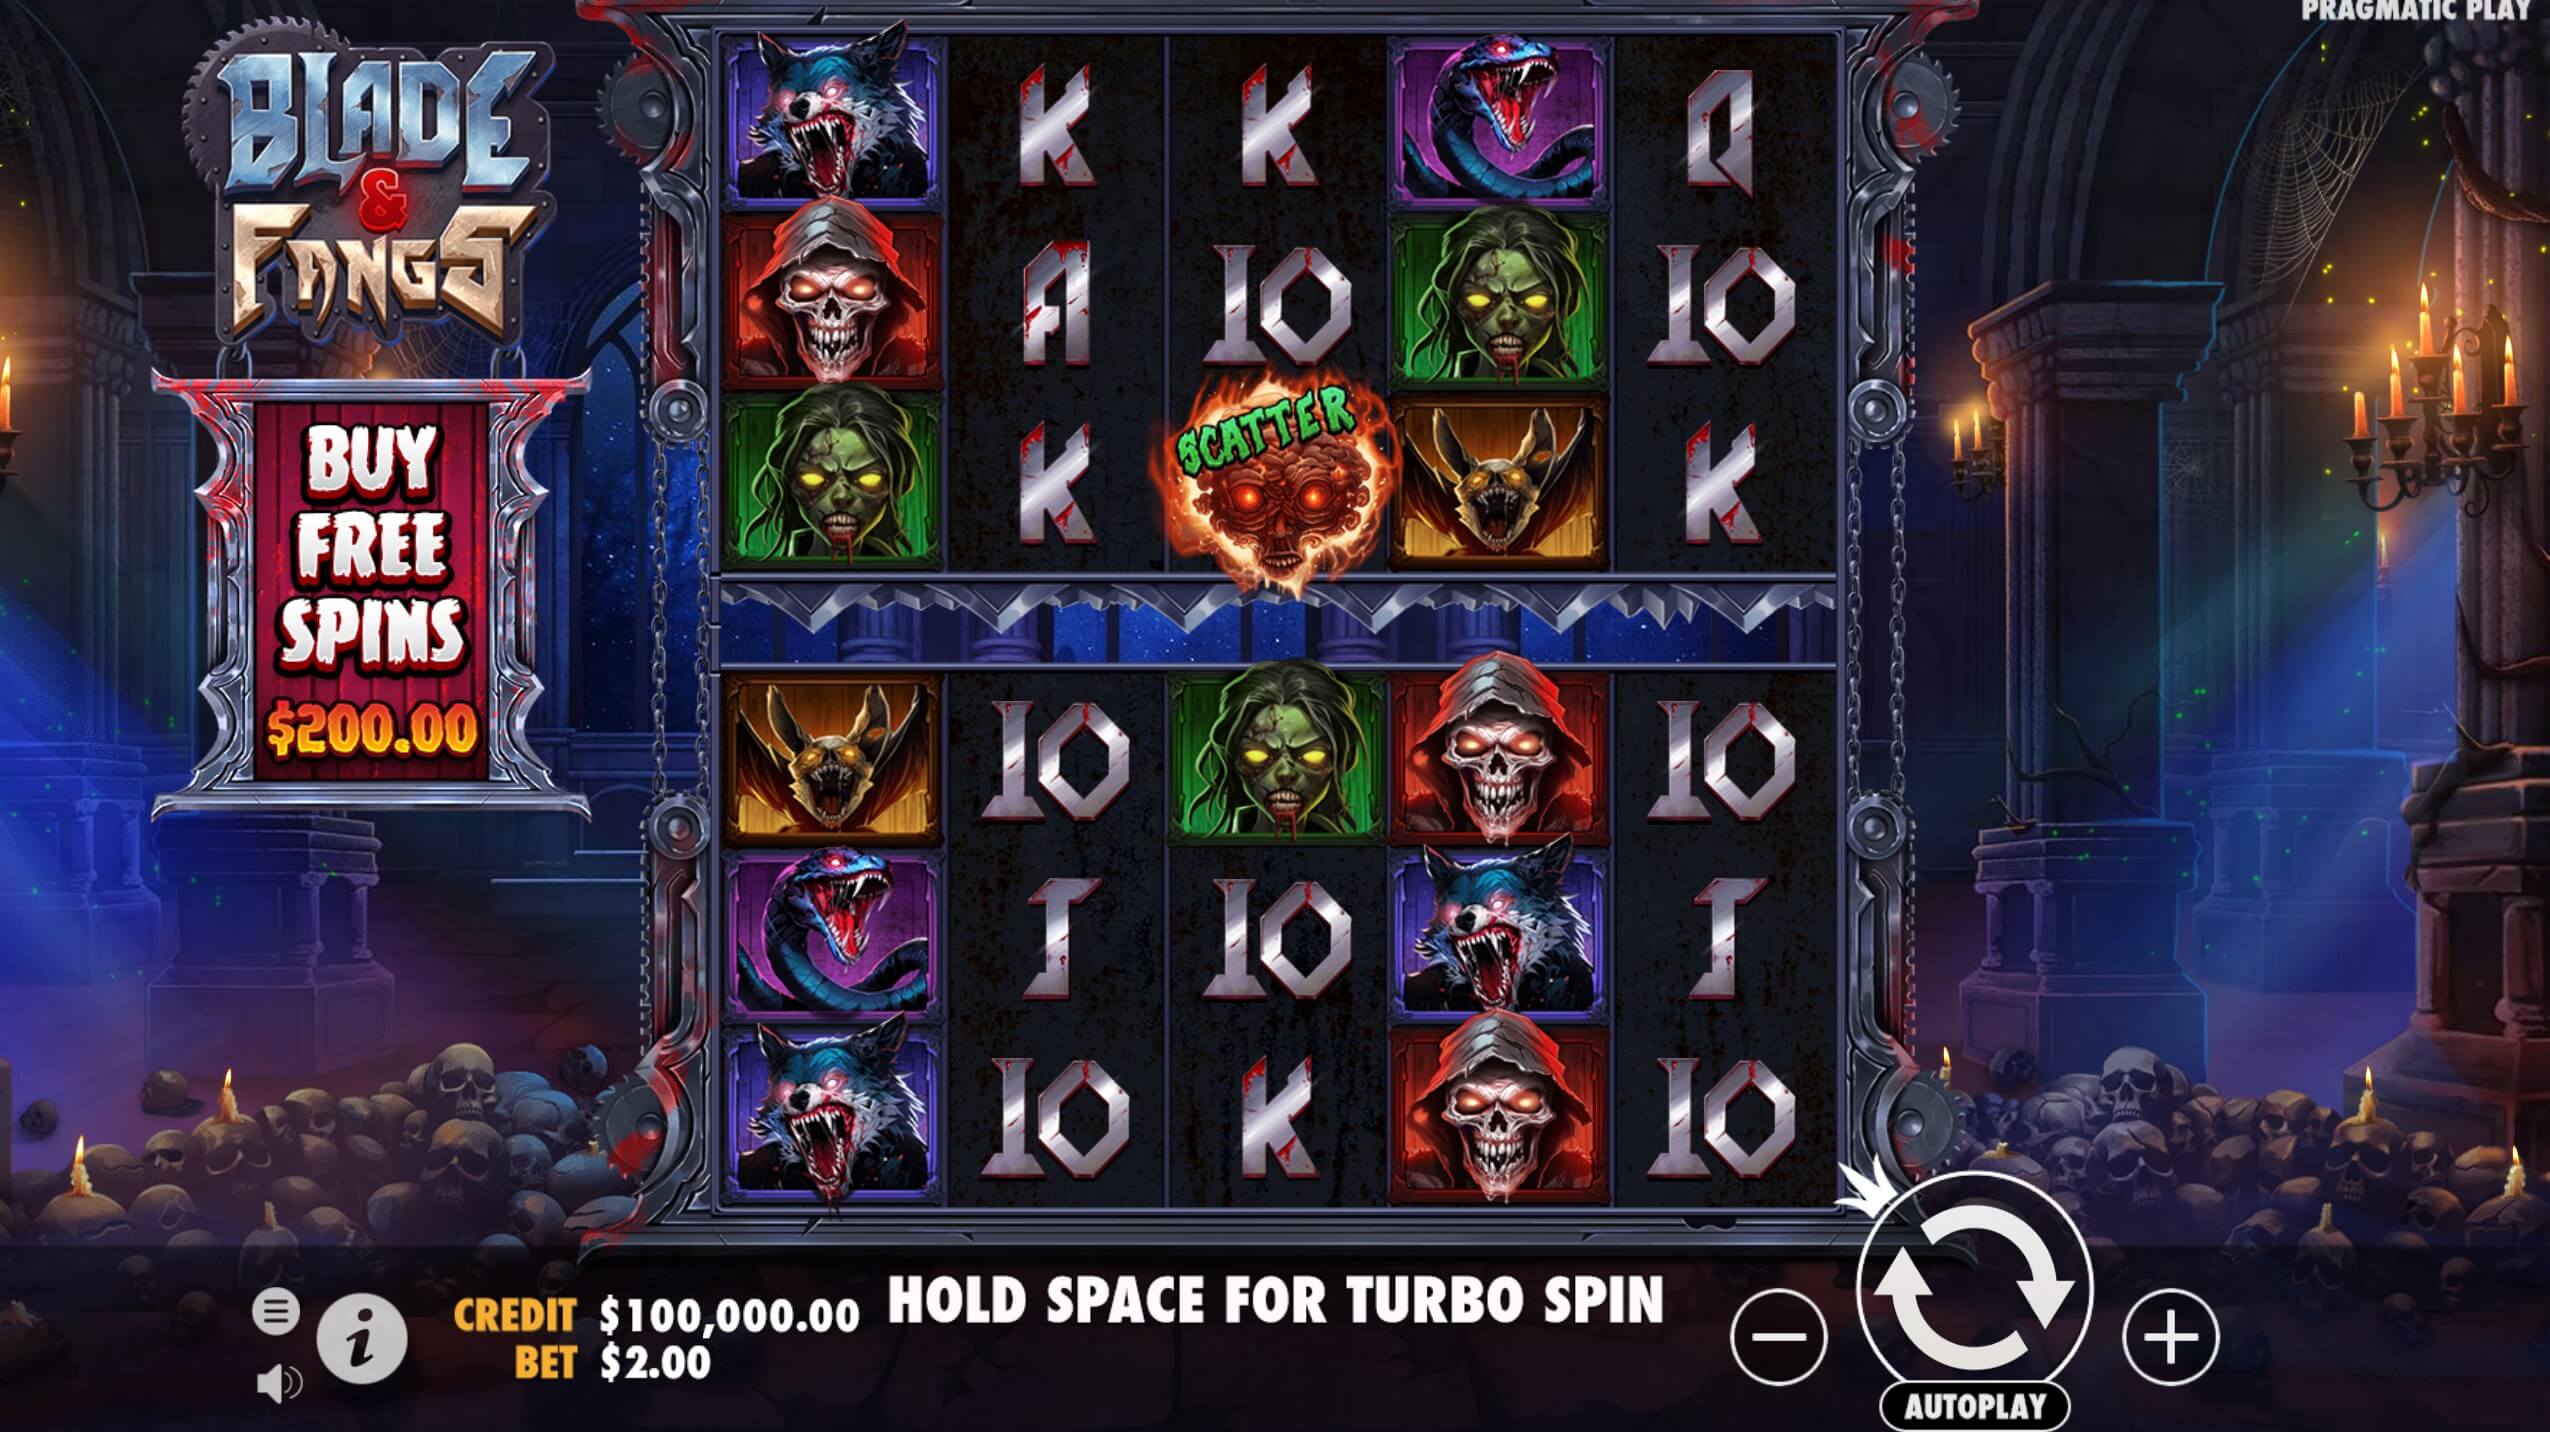 PRAGMATIC PLAY
BLADE
&
FANGS
BUY
FREE
SPINS
$200.00
K K Q
A 10 10
K SCATTER K
10 10
J 10 J
10 K 10
CREDIT $100,000.00
BET $2.00
HOLD SPACE FOR TURBO SPIN
AUTOPLAY